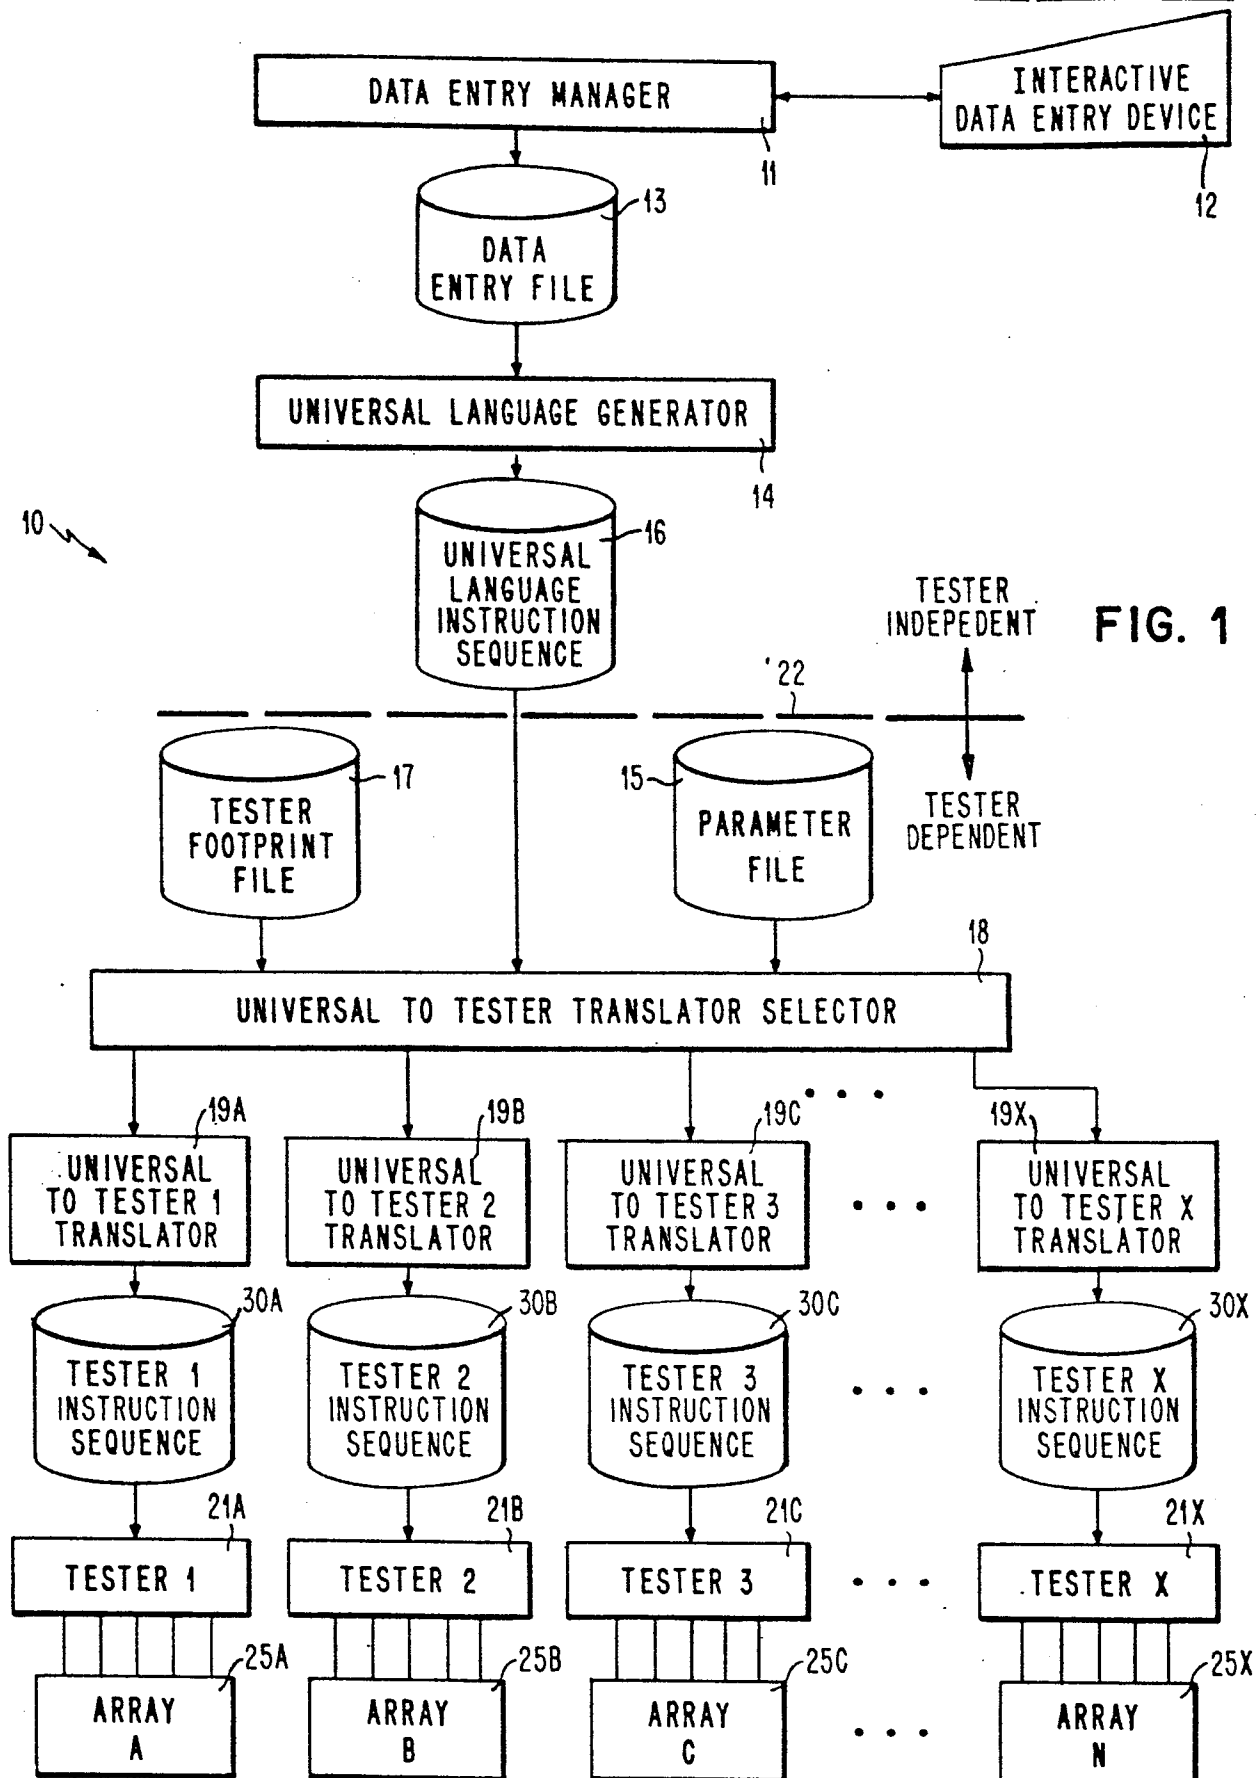 DATA ENTRY MANAGER
11
INTERACTIVE
DATA ENTRY DEVICE
12
13
DATA
ENTRY FILE
UNIVERSAL LANGUAGE GENERATOR
14
10
16
UNIVERSAL
LANGUAGE
INSTRUCTION
SEQUENCE
TESTER
INDEPEDENT
FIG. 1
22
17
TESTER
FOOTPRINT
FILE
15
PARAMETER
FILE
TESTER
DEPENDENT
18
UNIVERSAL TO TESTER TRANSLATOR SELECTOR
• • •
19A
19B
19C
19X
UNIVERSAL
TO TESTER 1
TRANSLATOR
UNIVERSAL
TO TESTER 2
TRANSLATOR
UNIVERSAL
TO TESTER 3
TRANSLATOR
• • •
UNIVERSAL
TO TESTER X
TRANSLATOR
30A
30B
30C
30X
TESTER 1
INSTRUCTION
SEQUENCE
TESTER 2
INSTRUCTION
SEQUENCE
TESTER 3
INSTRUCTION
SEQUENCE
• • •
TESTER X
INSTRUCTION
SEQUENCE
21A
21B
21C
21X
TESTER 1
TESTER 2
TESTER 3
• • •
TESTER X
25A
25B
25C
25X
ARRAY
A
ARRAY
B
ARRAY
C
• • •
ARRAY
N